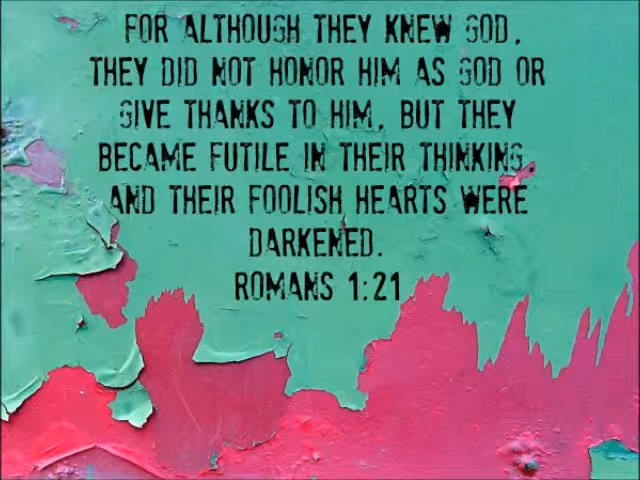 FOR ALTHOUGH THEY KNEW GOD,
THEY DID NOT HONOR HIM AS GOD OR
GIVE THANKS TO HIM, BUT THEY
BECAME FUTILE IN THEIR THINKING,
AND THEIR FOOLISH HEARTS WERE
DARKENED.
ROMANS 1:21